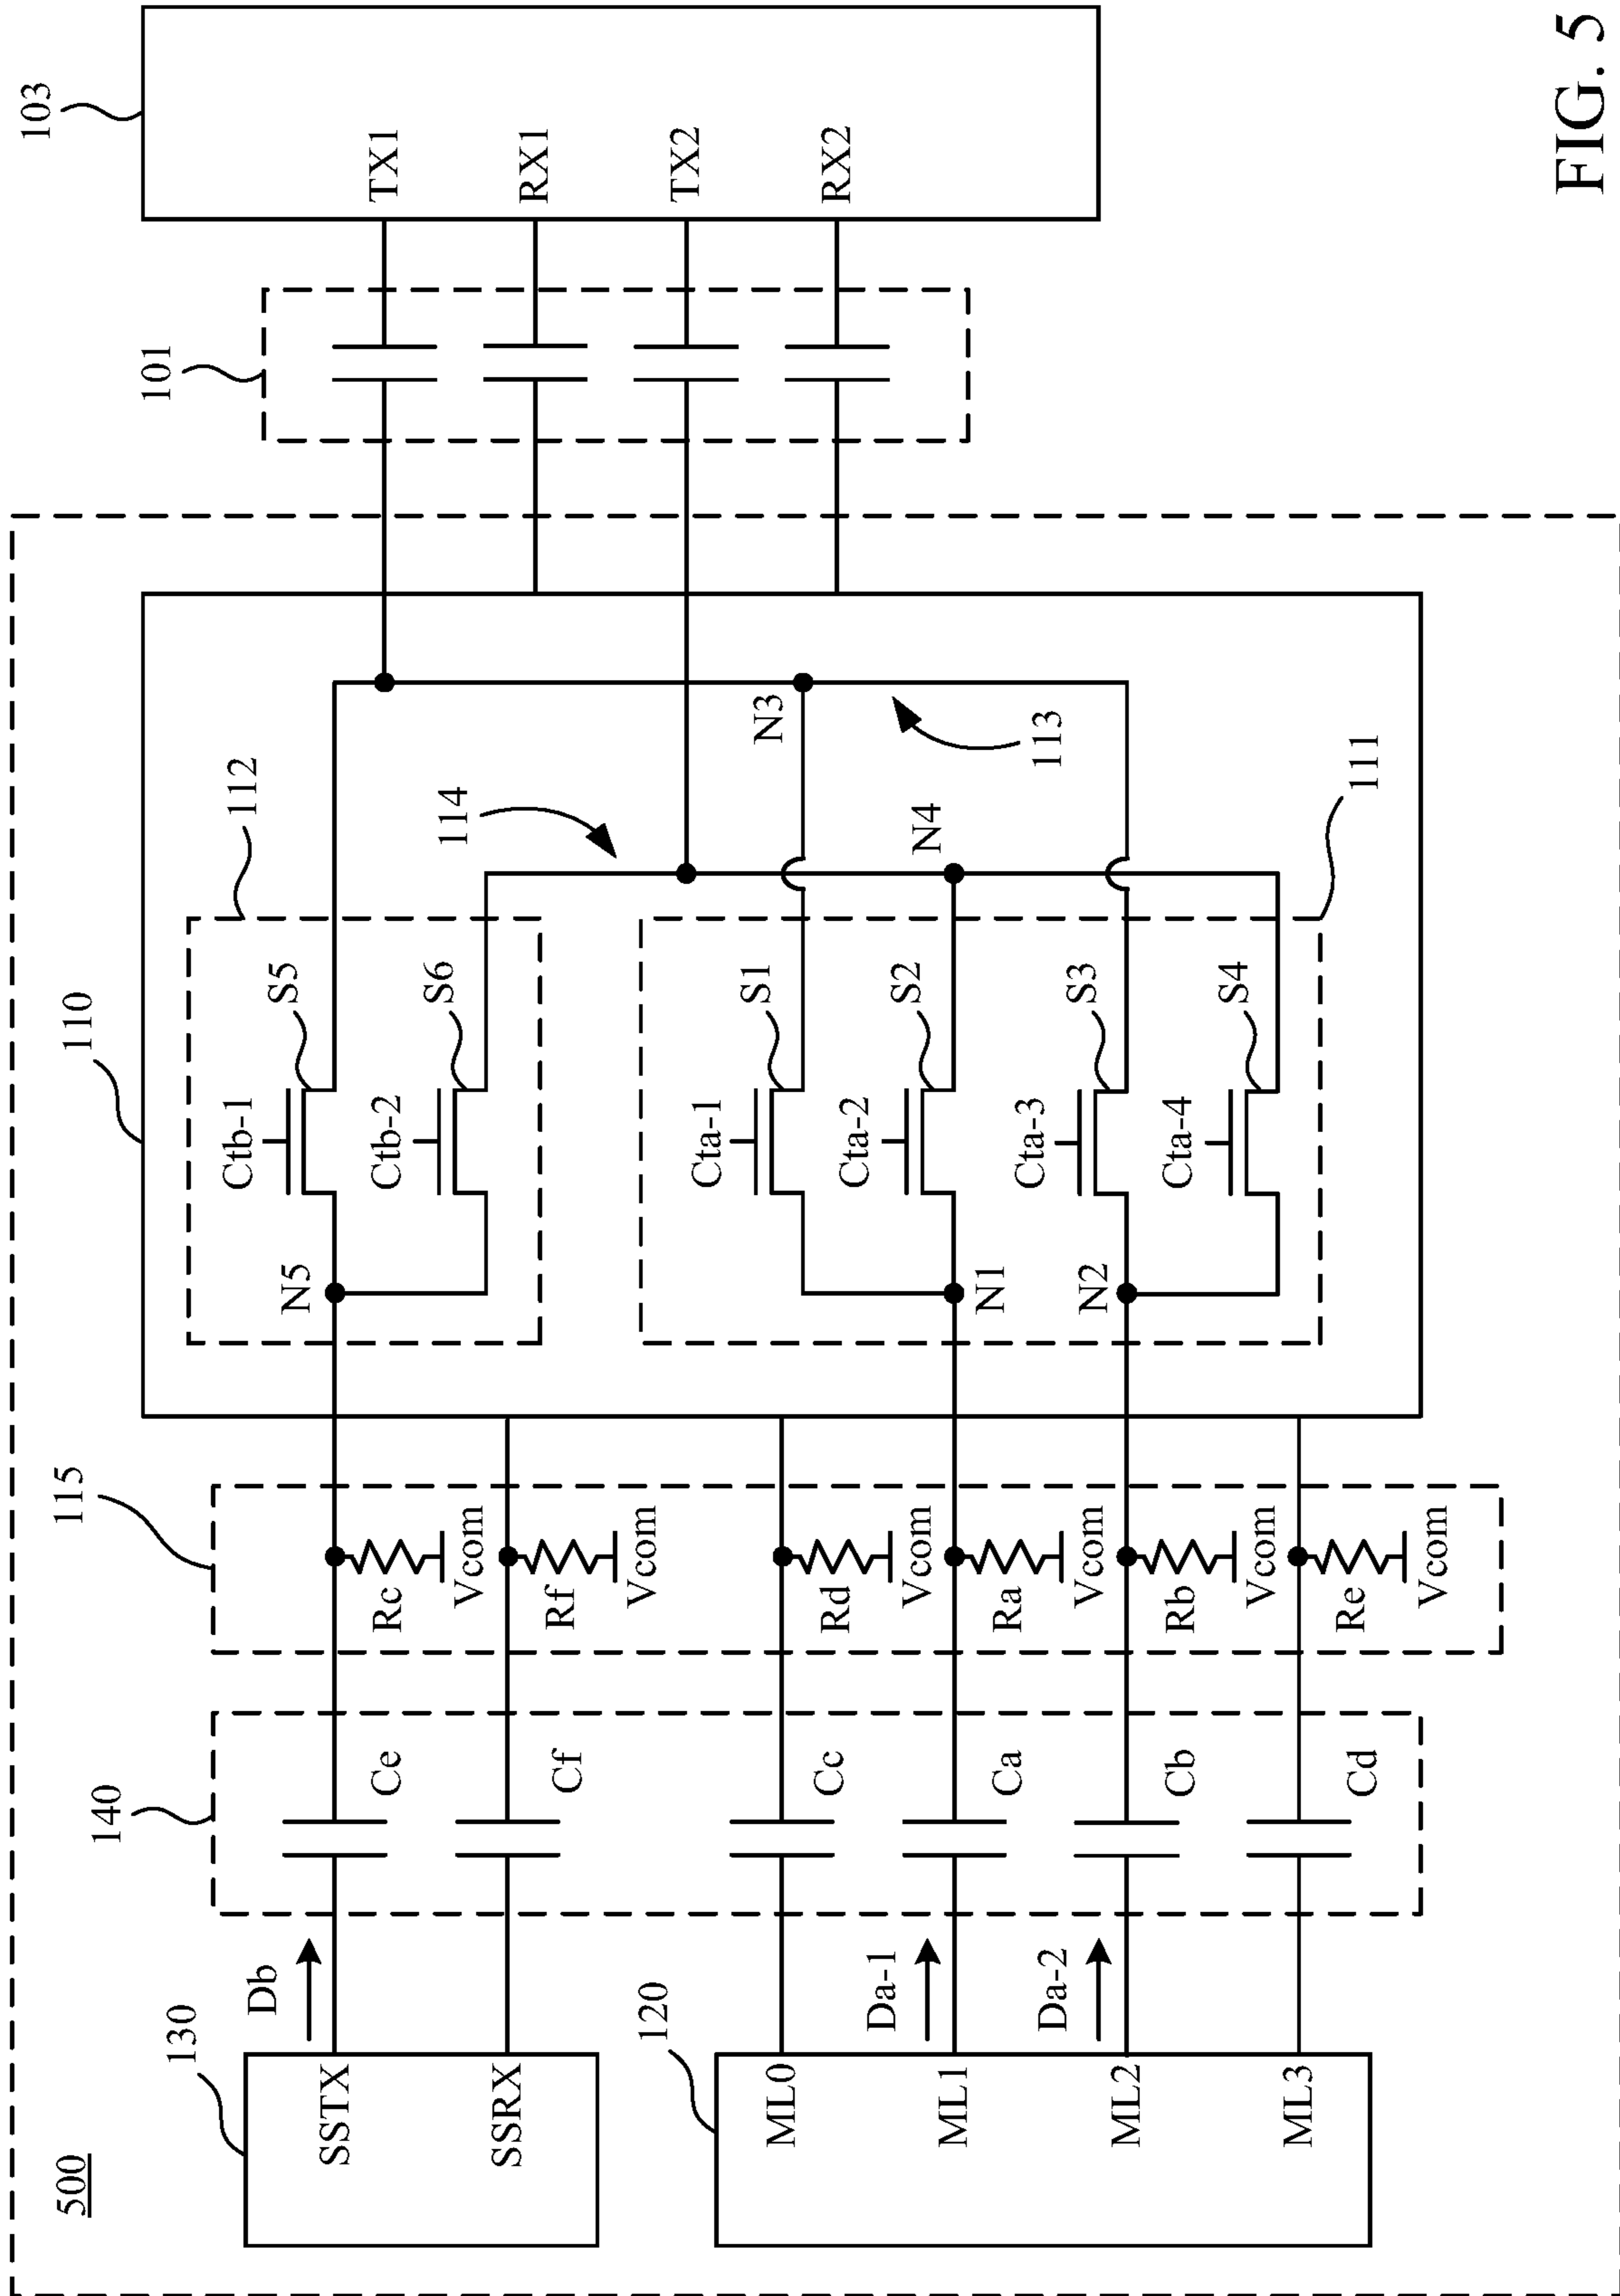 500
130
SSTX
SSRX
Db
120
ML0
ML1
ML2
ML3
Da-1
Da-2
140
Ce
Cf
Cc
Ca
Cb
Cd
115
Rc
Vcom
Rf
Vcom
Rd
Vcom
Ra
Vcom
Rb
Vcom
Re
Vcom
110
112
N5
Ctb-1
S5
Ctb-2
S6
111
N1
Cta-1
S1
Cta-2
S2
N2
Cta-3
S3
Cta-4
S4
114
N4
N3
113
101
103
TX1
RX1
TX2
RX2
FIG. 5